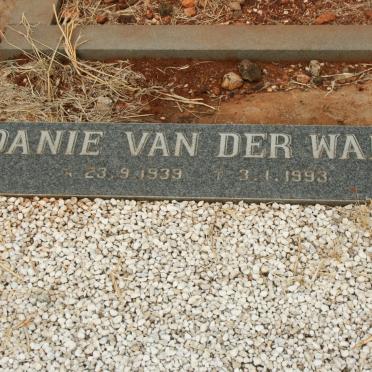 DANIE VAN DER WA
* 23.9.1939 † 3.1.1993